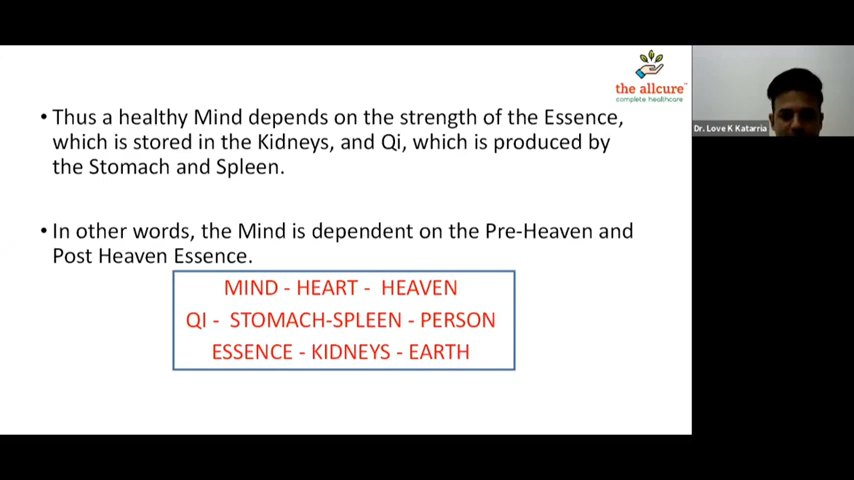 the allcure™
complete healthcare
• Thus a healthy Mind depends on the strength of the Essence,
which is stored in the Kidneys, and Qi, which is produced by
the Stomach and Spleen.
• In other words, the Mind is dependent on the Pre-Heaven and
Post Heaven Essence.
MIND - HEART - HEAVEN
QI - STOMACH-SPLEEN - PERSON
ESSENCE - KIDNEYS - EARTH
Dr. Love K Katarria